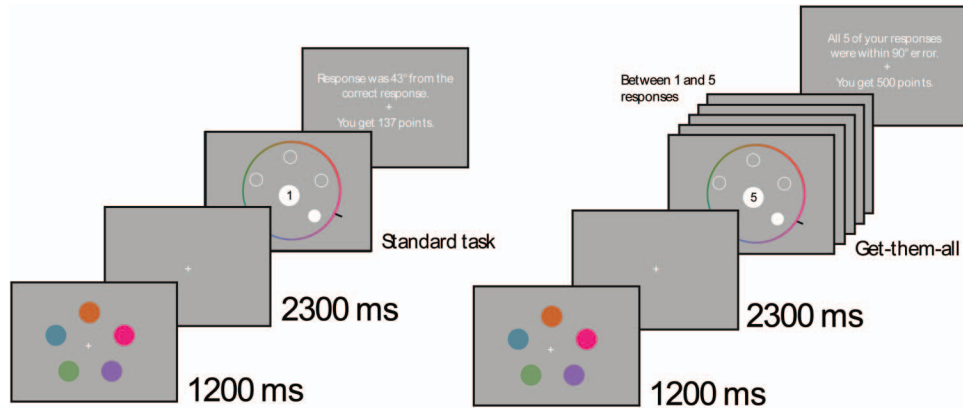 Response was 43° from the
correct response.
+
You get 137 points.
1
Standard task
2300 ms
1200 ms
All 5 of your responses
were within 90° error.
+
You get 500 points.
Between 1 and 5
responses
5
Get-them-all
2300 ms
1200 ms